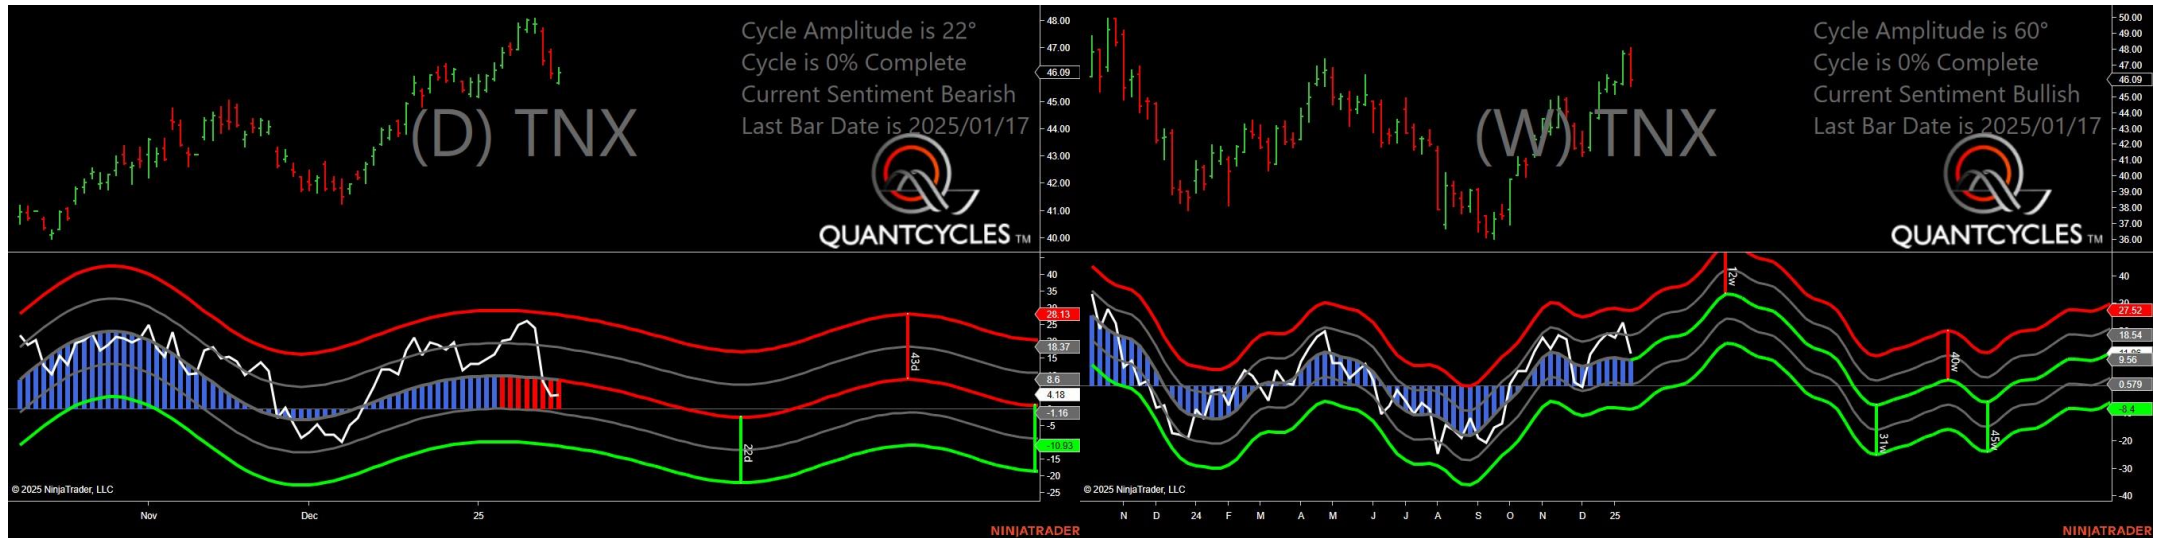 Cycle Amplitude is 22°
Cycle is 0% Complete
Current Sentiment Bearish
Last Bar Date is 2025/01/17
(D) TNX
QUANTCYCLES TM
48.00
47.00
46.09
45.00
44.00
43.00
42.00
41.00
40.00
40
35
28.13
25
18.37
15
8.6
4.18
-1.16
-5
-10.93
-15
-20
-25
43d
22d
© 2025 NinjaTrader, LLC
Nov
Dec
25
NINJATRADER
Cycle Amplitude is 60°
Cycle is 0% Complete
Current Sentiment Bullish
Last Bar Date is 2025/01/17
(W) TNX
QUANTCYCLES TM
50.00
49.00
48.00
47.00
46.09
45.00
44.00
43.00
42.00
41.00
40.00
39.00
38.00
37.00
36.00
40
27.52
18.54
9.56
0.579
-8.4
-20
-30
-40
12w
40w
31w
45w
© 2025 NinjaTrader, LLC
N
D
24
F
M
A
M
J
J
A
S
O
N
D
25
NINJATRADER